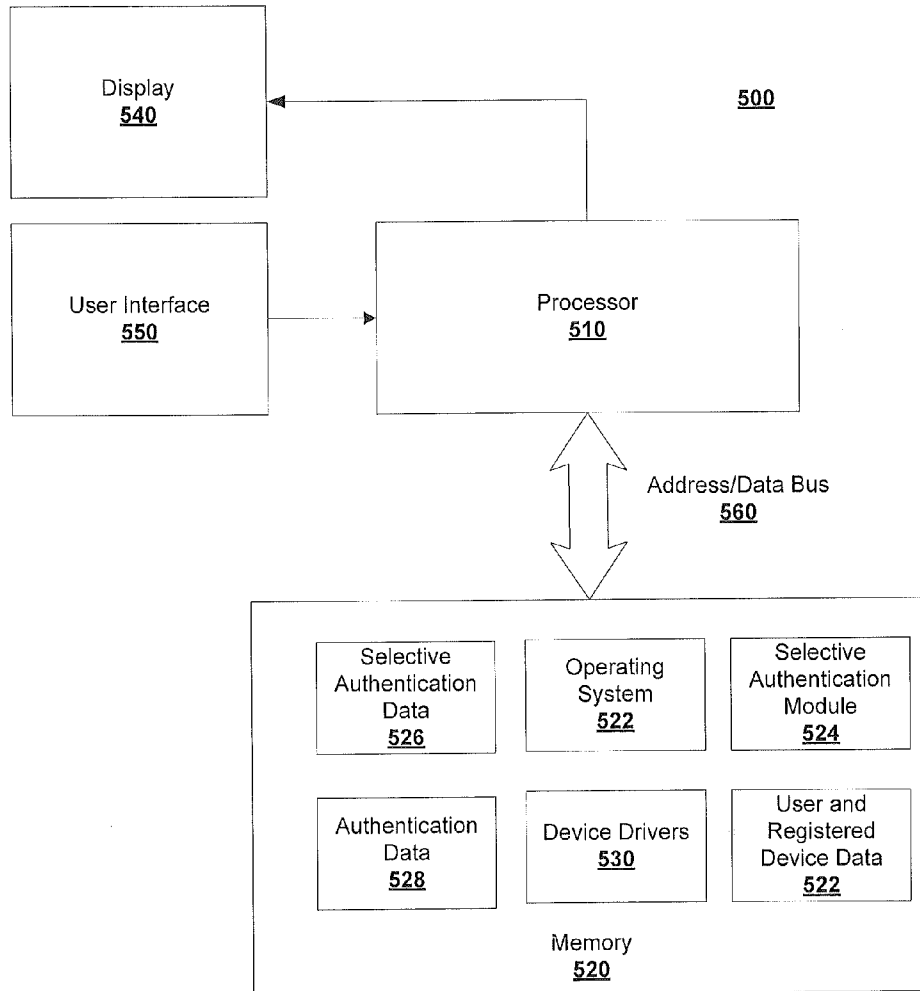 Display
540
500
User Interface
550
Processor
510
Address/Data Bus
560
Selective
Authentication
Data
526
Operating
System
522
Selective
Authentication
Module
524
Authentication
Data
528
Device Drivers
530
User and
Registered
Device Data
522
Memory
520